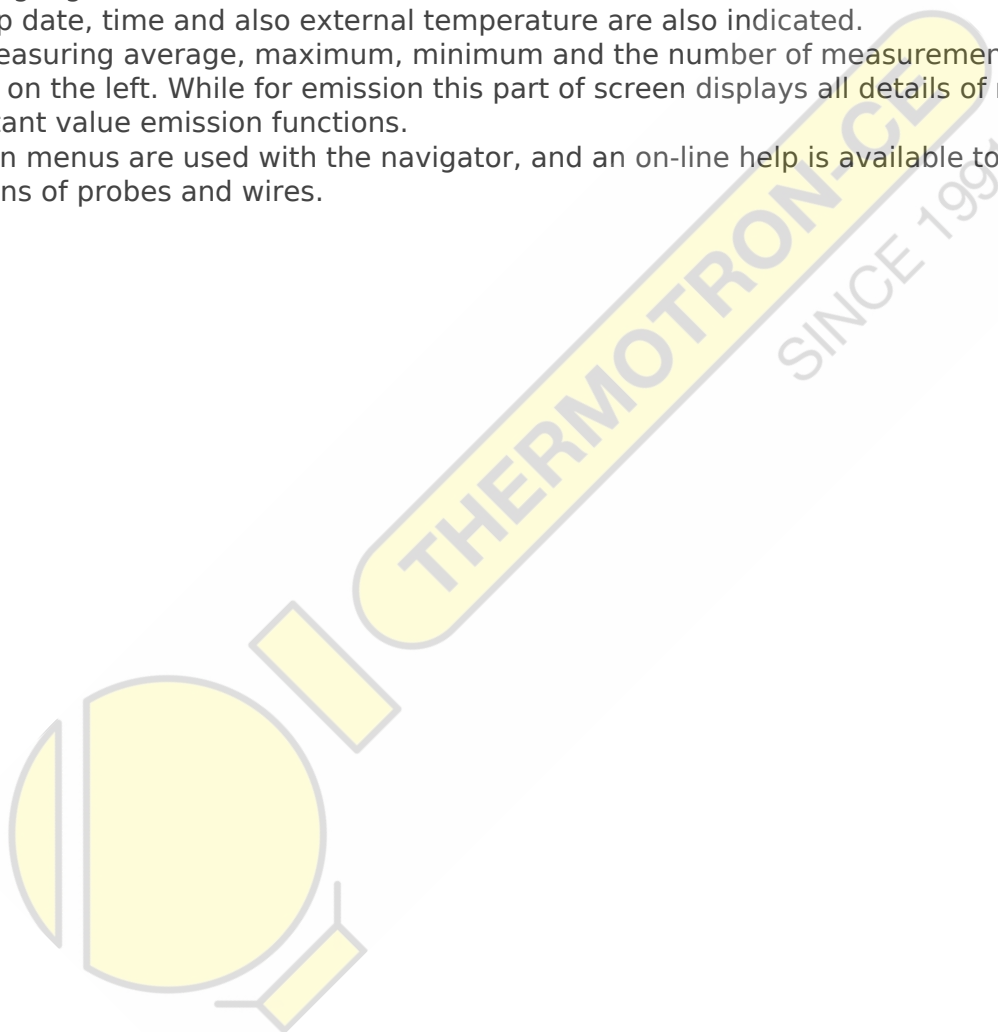 p date, time and also external temperature are also indicated.
easuring average, maximum, minimum and the number of measuremen
on the left. While for emission this part of screen displays all details of
tant value emission functions.
n menus are used with the navigator, and an on-line help is available to
ns of probes and wires.
THERMOTRON-CE
SINCE 199